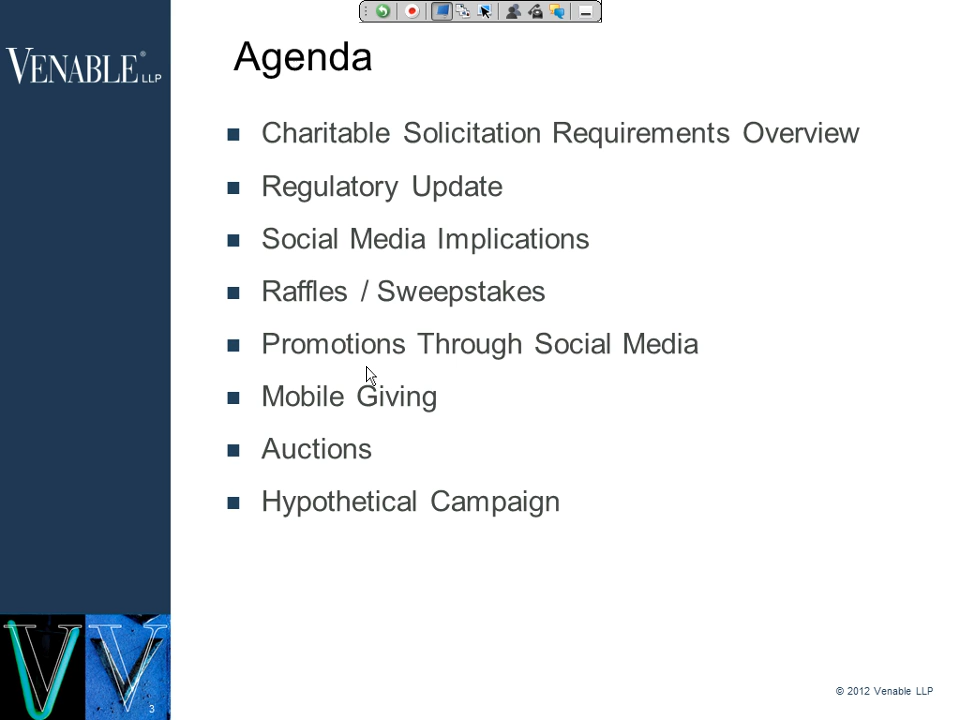 VENABLE® LLP
Agenda
Charitable Solicitation Requirements Overview
Regulatory Update
Social Media Implications
Raffles / Sweepstakes
Promotions Through Social Media
Mobile Giving
Auctions
Hypothetical Campaign
V V
3
© 2012 Venable LLP